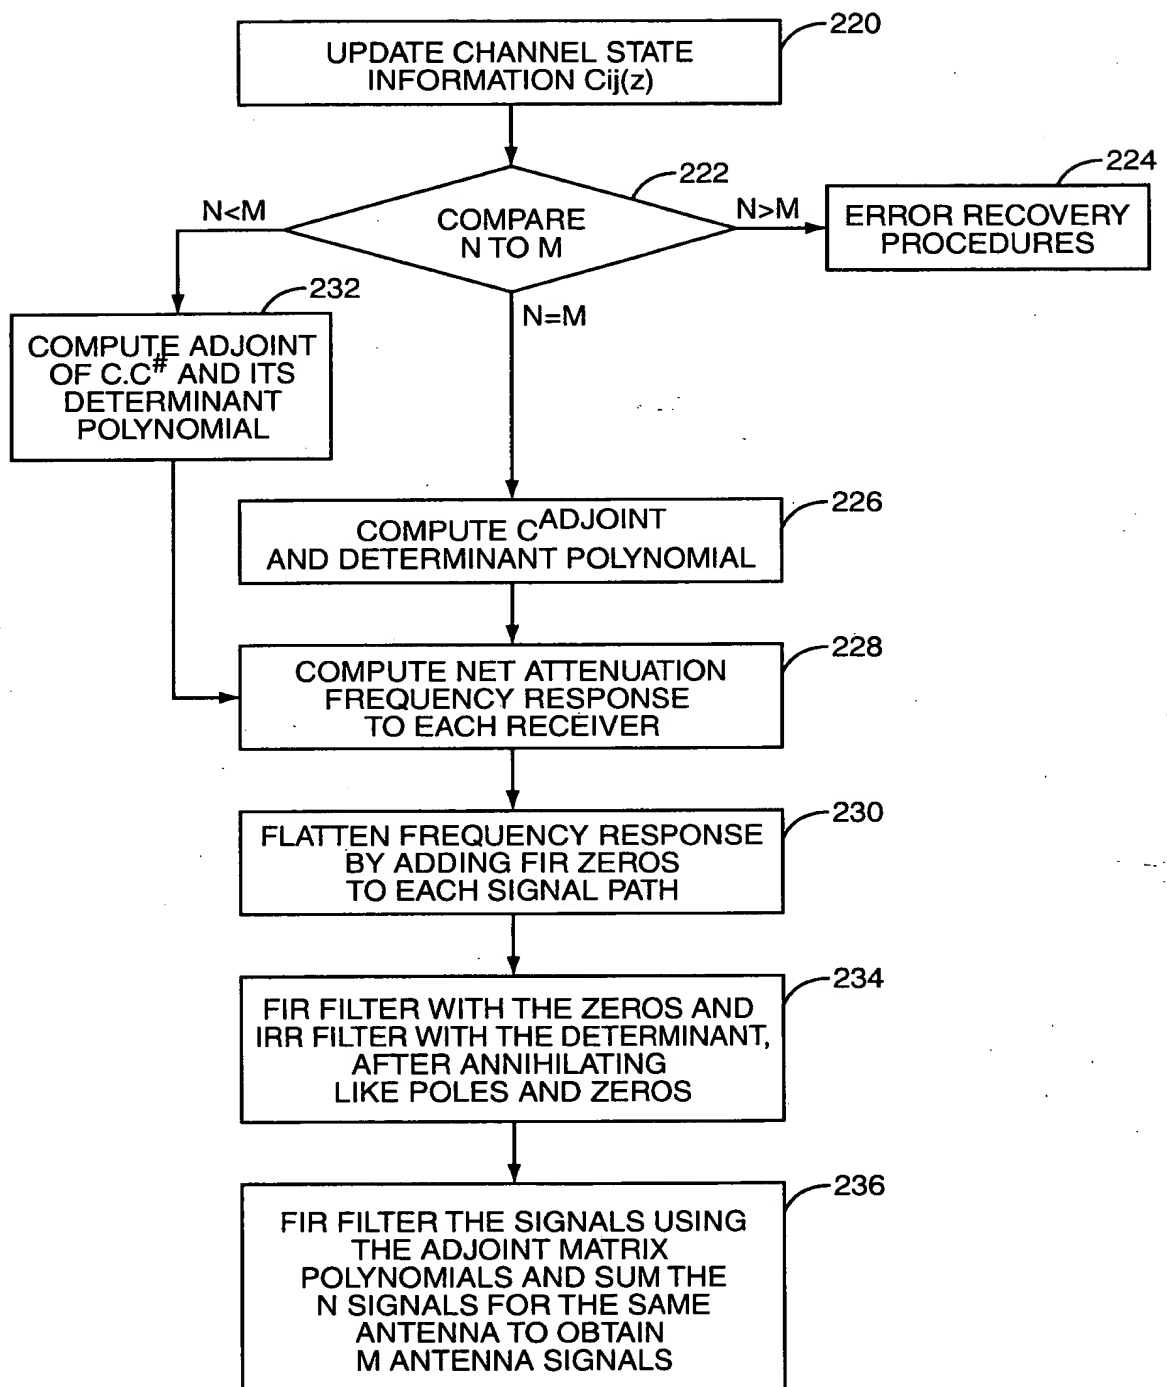 220
UPDATE CHANNEL STATE
INFORMATION Cij(z)
222
224
N<M
COMPARE
N TO M
N>M
ERROR RECOVERY
PROCEDURES
232
N=M
COMPUTE ADJOINT
OF C.C# AND ITS
DETERMINANT
POLYNOMIAL
226
COMPUTE CADJOINT
AND DETERMINANT POLYNOMIAL
228
COMPUTE NET ATTENUATION
FREQUENCY RESPONSE
TO EACH RECEIVER
230
FLATTEN FREQUENCY RESPONSE
BY ADDING FIR ZEROS
TO EACH SIGNAL PATH
234
FIR FILTER WITH THE ZEROS AND
IRR FILTER WITH THE DETERMINANT,
AFTER ANNIHILATING
LIKE POLES AND ZEROS
236
FIR FILTER THE SIGNALS USING
THE ADJOINT MATRIX
POLYNOMIALS AND SUM THE
N SIGNALS FOR THE SAME
ANTENNA TO OBTAIN
M ANTENNA SIGNALS